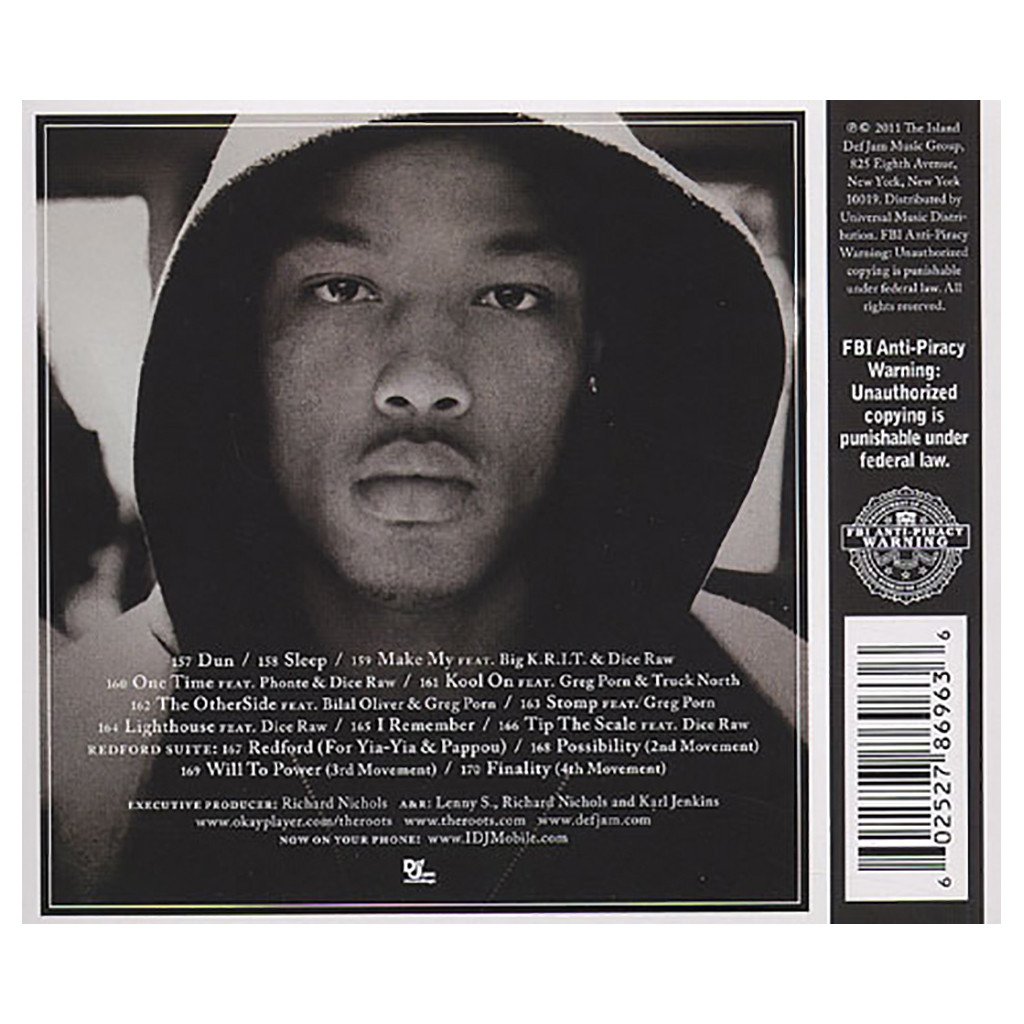 157 Dun / 158 Sleep / 159 Make My FEAT. Big K.R.I.T. & Dice Raw
160 One Time FEAT. Phonte & Dice Raw / 161 Kool On FEAT. Greg Porn & Truck North
162 The OtherSide FEAT. Bilal Oliver & Greg Porn / 163 Stomp FEAT. Greg Porn
164 Lighthouse FEAT. Dice Raw / 165 I Remember / 166 Tip The Scale FEAT. Dice Raw
REDFORD SUITE: 167 Redford (For Yia-Yia & Pappou) / 168 Possibility (2nd Movement)
169 Will To Power (3rd Movement) / 170 Finality (4th Movement)
EXECUTIVE PRODUCER: Richard Nichols A&R: Lenny S., Richard Nichols and Karl Jenkins
www.okayplayer.com/theroots www.theroots.com www.defjam.com
NOW ON YOUR PHONE! www.IDJMobile.com
℗© 2011 The Island
Def Jam Music Group,
825 Eighth Avenue,
New York, New York
10019. Distributed by
Universal Music Distri-
bution. FBI Anti-Piracy
Warning: Unauthorized
copying is punishable
under federal law. All
rights reserved.
FBI Anti-Piracy
Warning:
Unauthorized
copying is
punishable under
federal law.
FBI ANTI-PIRACY
WARNING
6 02527 86963 6